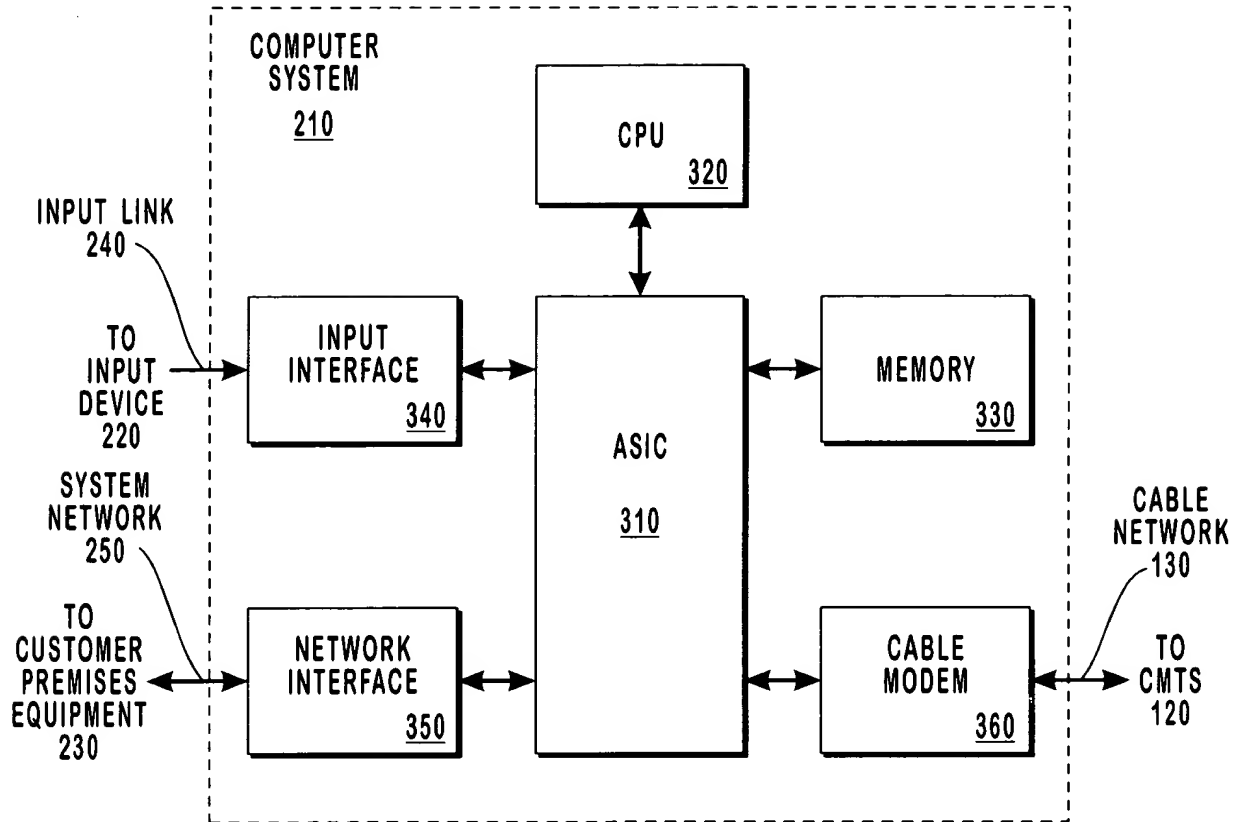 COMPUTER
SYSTEM
210
CPU
320
INPUT LINK
240
TO
INPUT
DEVICE
220
INPUT
INTERFACE
340
ASIC
310
MEMORY
330
SYSTEM
NETWORK
250
TO
CUSTOMER
PREMISES
EQUIPMENT
230
NETWORK
INTERFACE
350
CABLE
MODEM
360
CABLE
NETWORK
130
TO
CMTS
120